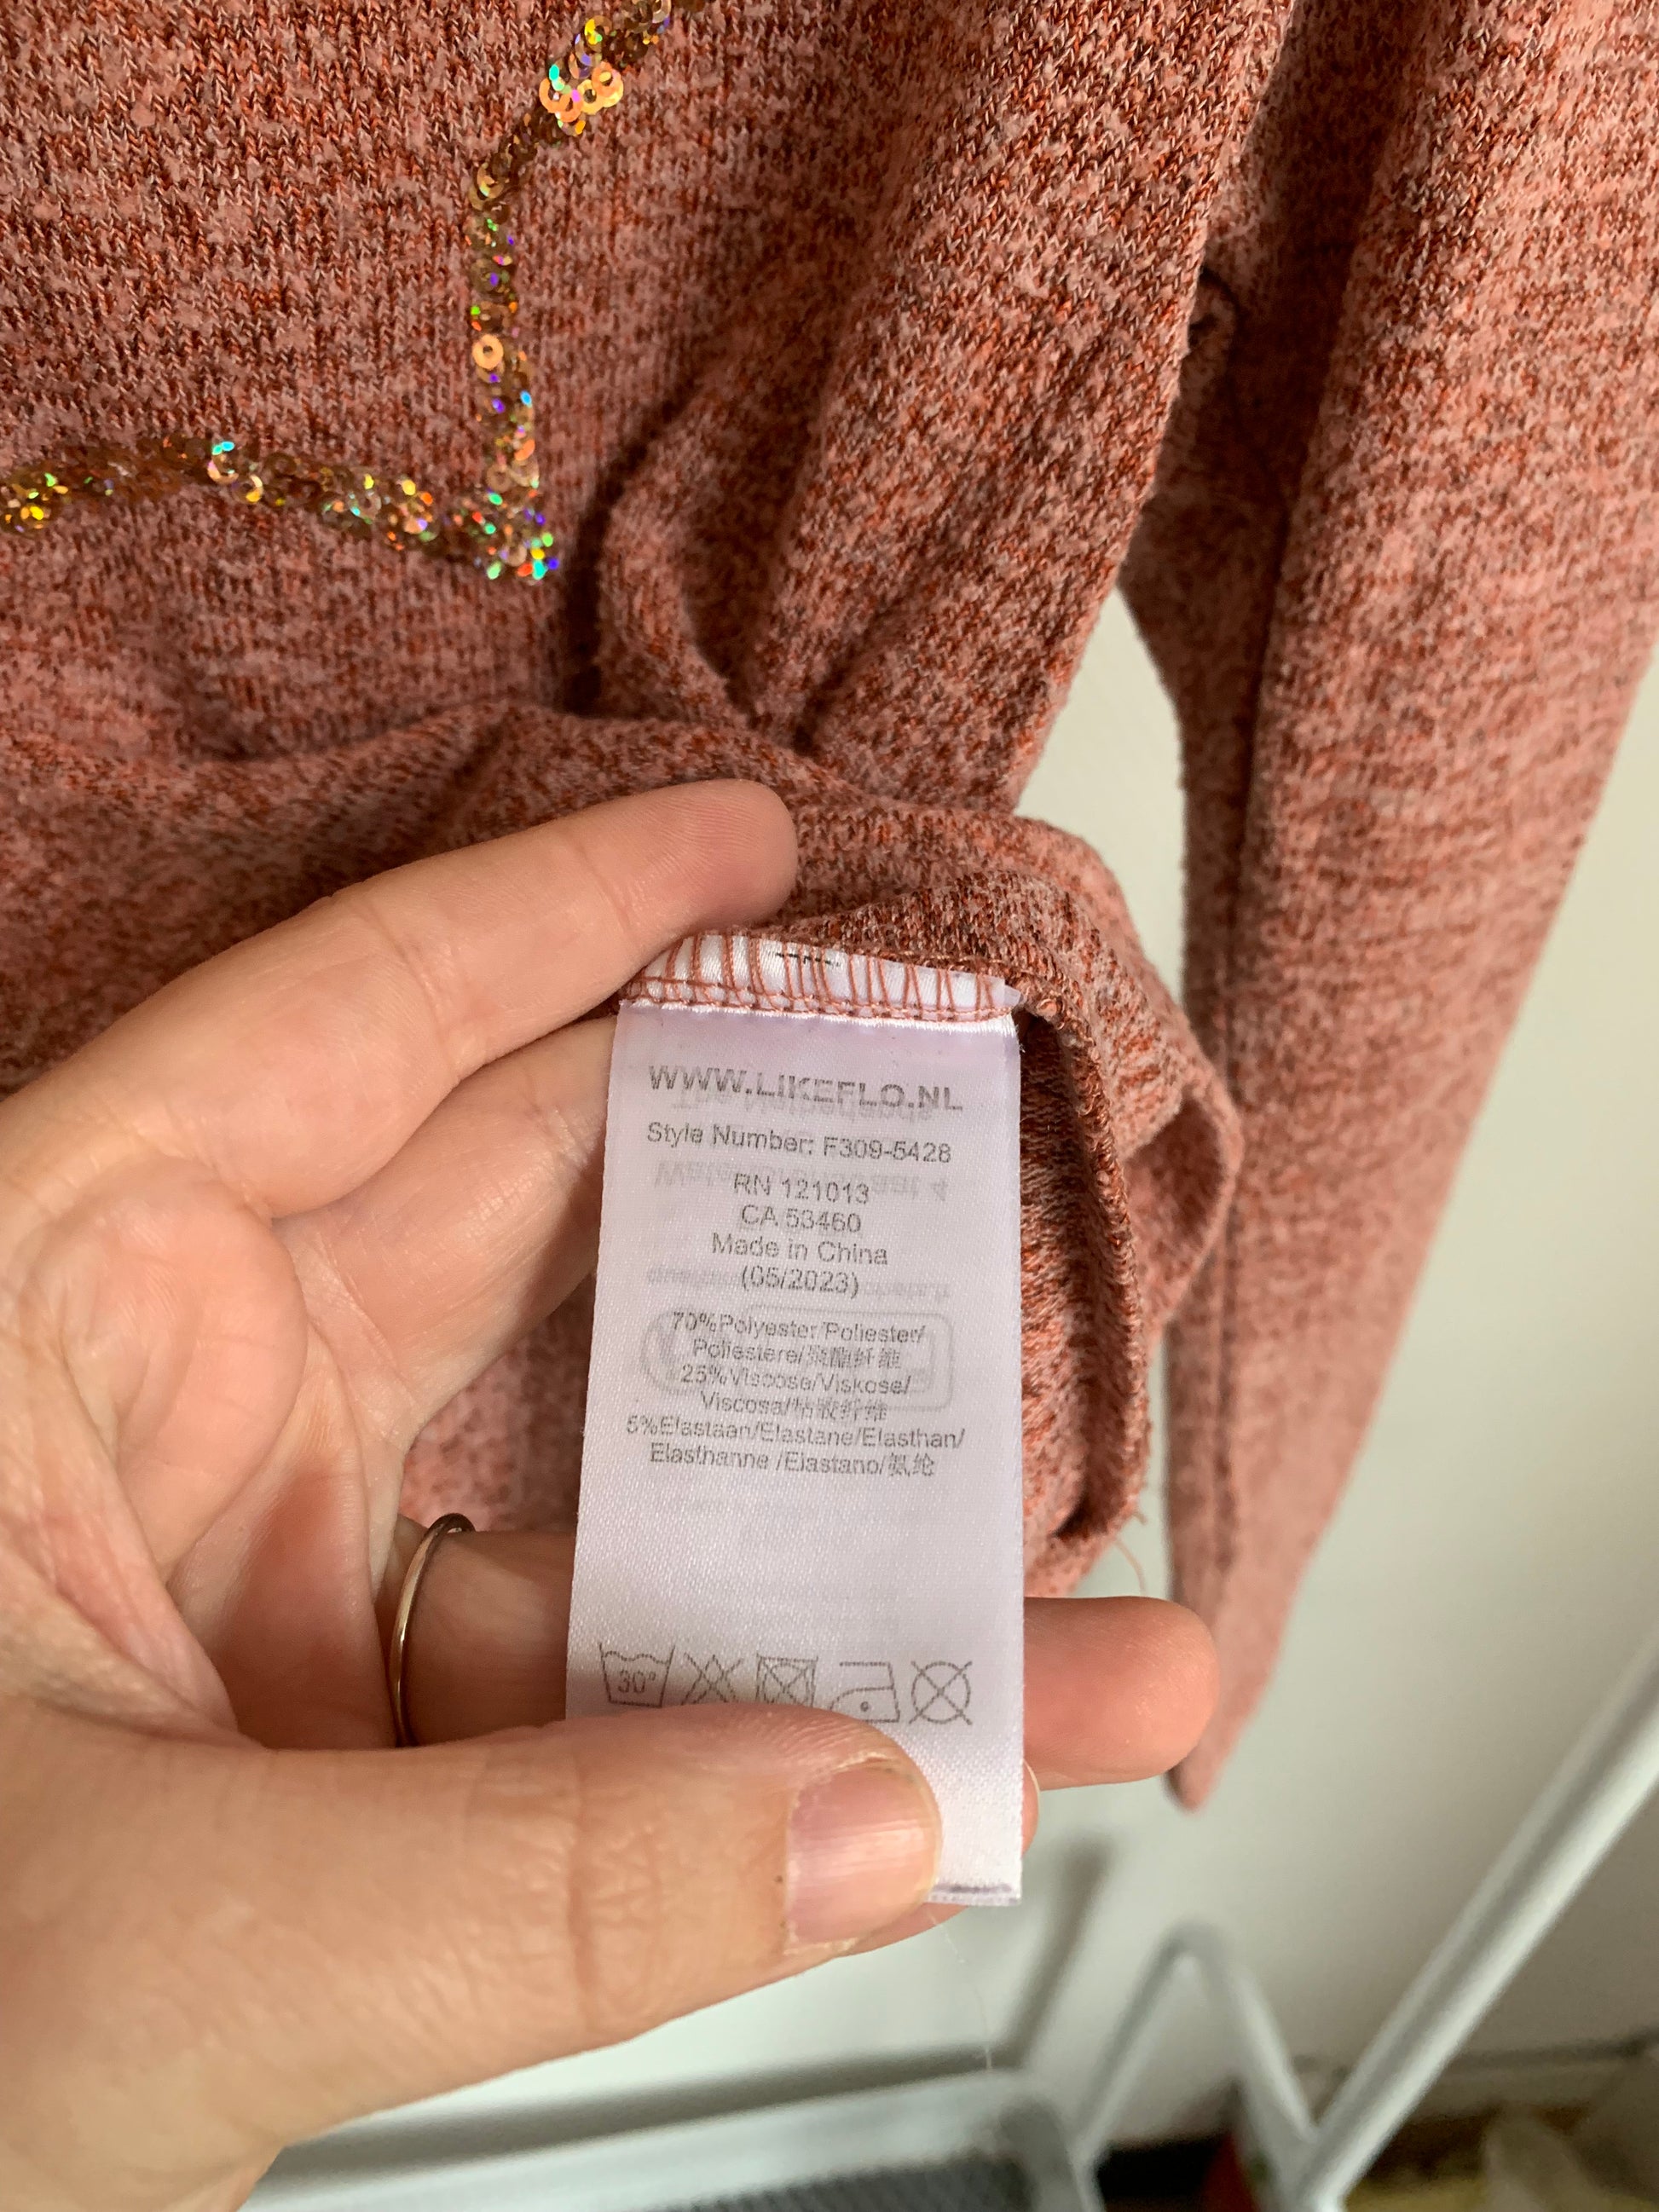 WWW.LIKEFLO.NL
Style Number: F309-5428
RN 121013
CA 53460
Made in China
(05/2023)
70%Polyester/Poliester/
Poliestere/聚酯纤维
25%Viscose/Viskose/
Viscosa/粘胶纤维
5%Elastaan/Elastane/Elasthan/
Elasthanne /Elastano/氨纶
30°